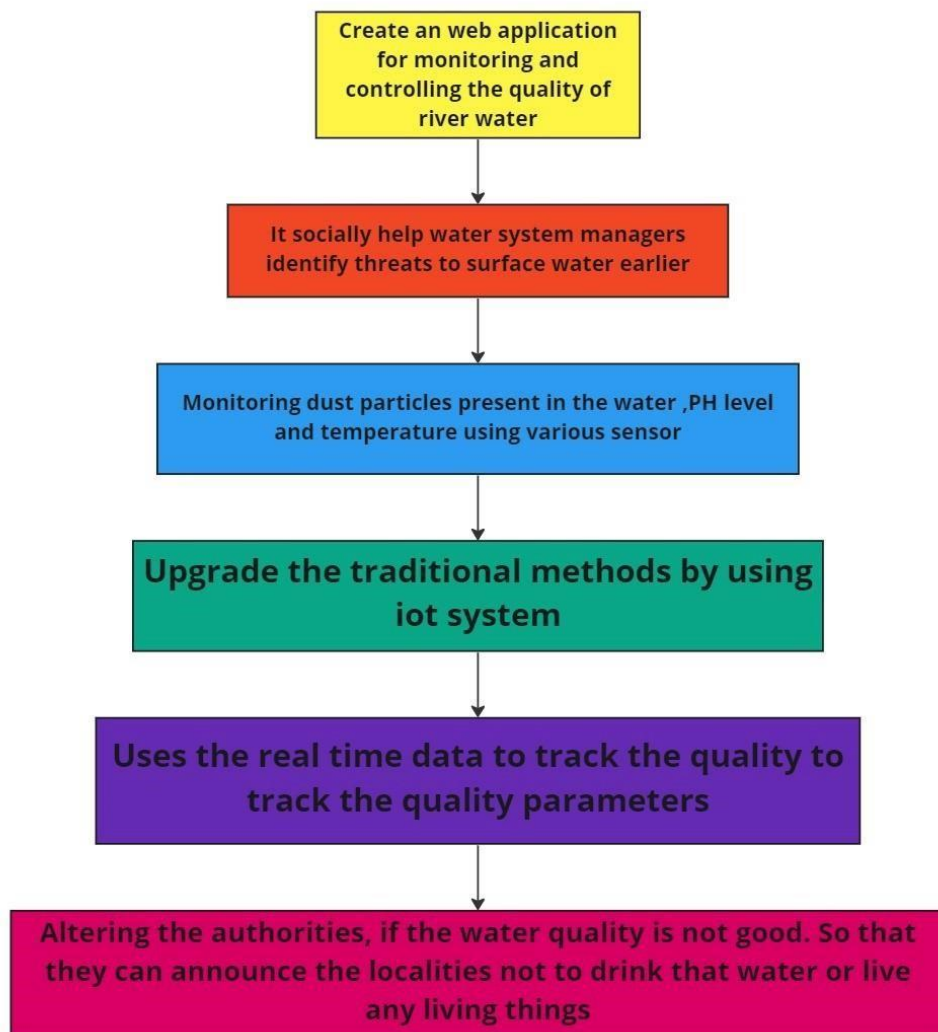 Create an web application
for monitoring and
controlling the quality of
river water
It socially help water system managers
identify threats to surface water earlier
Monitoring dust particles present in the water ,PH level
and temperature using various sensor
Upgrade the traditional methods by using
iot system
Uses the real time data to track the quality to
track the quality parameters
Altering the authorities, if the water quality is not good. So that
they can announce the localities not to drink that water or live
any living things